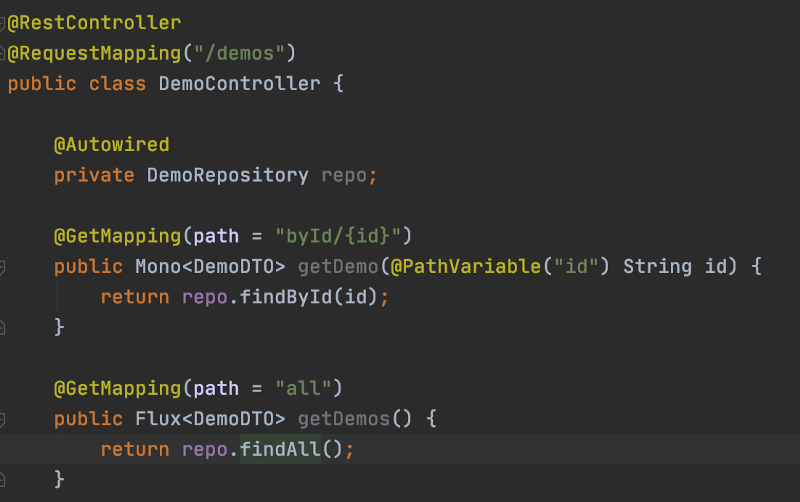 @RestController
@RequestMapping("/demos")
public class DemoController {
@Autowired
private DemoRepository repo;
@GetMapping(path = "byId/{id}")
public Mono<DemoDTO> getDemo(@PathVariable("id") String id) {
return repo.findById(id);
}
@GetMapping(path = "all")
public Flux<DemoDTO> getDemos() {
return repo.findAll();
}